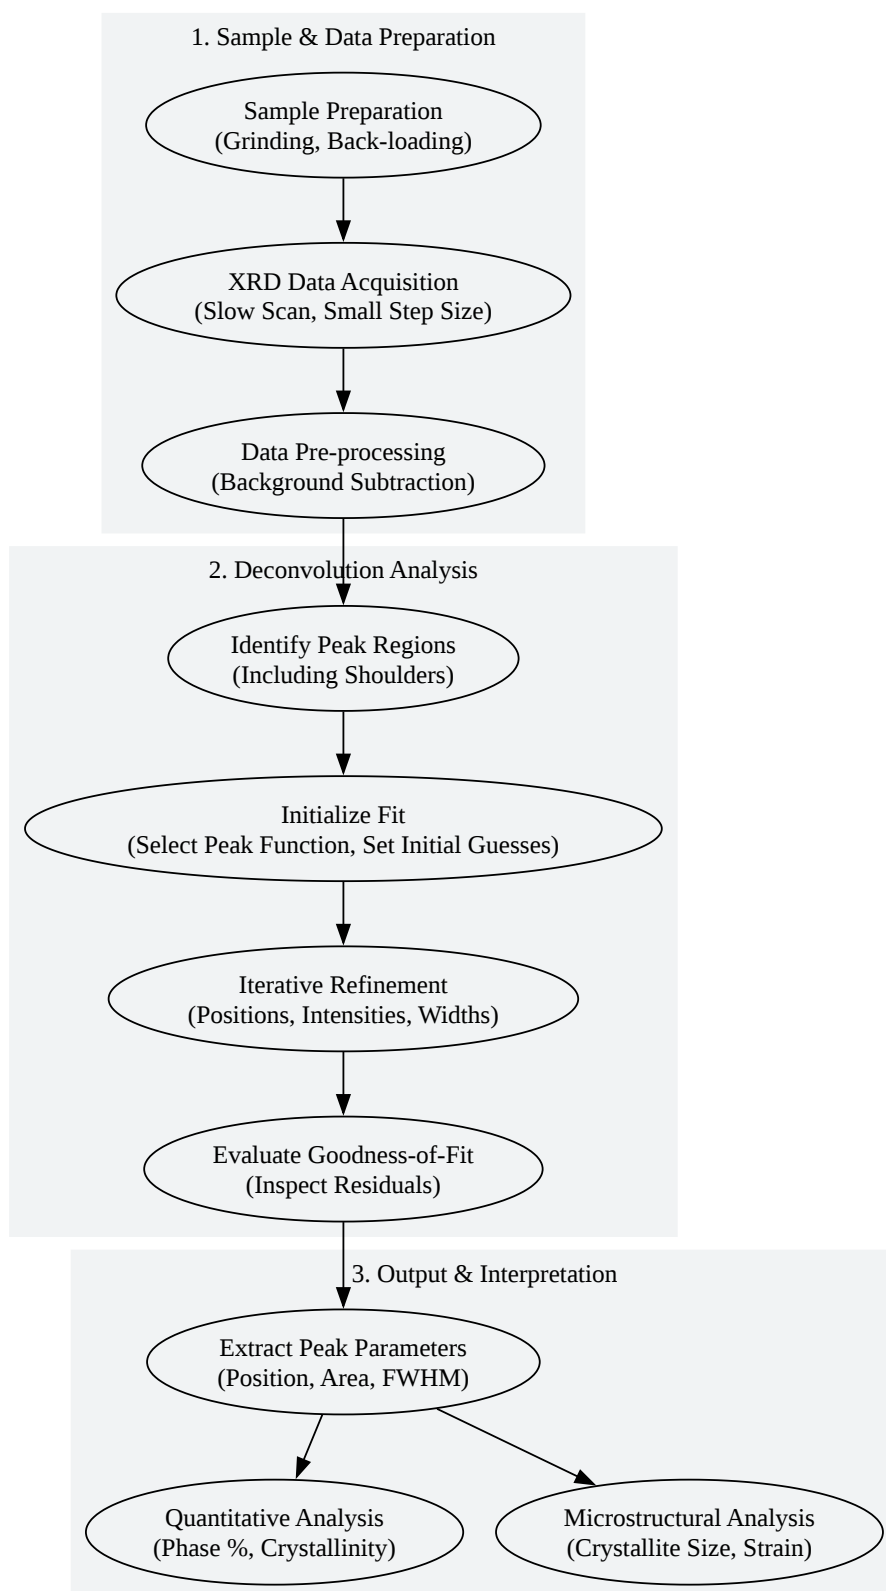 1. Sample & Data Preparation
Sample Preparation
(Grinding, Back-loading)
XRD Data Acquisition
(Slow Scan, Small Step Size)
Data Pre-processing
(Background Subtraction)
2. Deconvolution Analysis
Identify Peak Regions
(Including Shoulders)
Initialize Fit
(Select Peak Function, Set Initial Guesses)
Iterative Refinement
(Positions, Intensities, Widths)
Evaluate Goodness-of-Fit
(Inspect Residuals)
3. Output & Interpretation
Extract Peak Parameters
(Position, Area, FWHM)
Quantitative Analysis
(Phase %, Crystallinity)
Microstructural Analysis
(Crystallite Size, Strain)